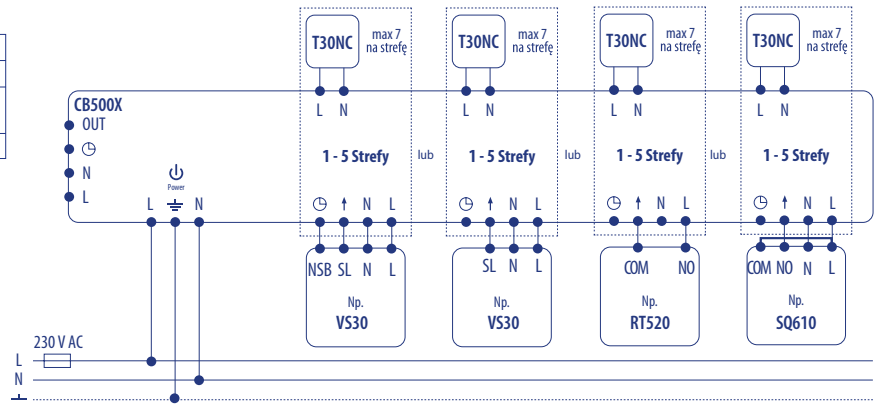 T30NC max 7 na strefę
T30NC max 7 na strefę
T30NC max 7 na strefę
T30NC max 7 na strefę
CB500X
OUT
N
L
L N
L N
L N
L N
1 - 5 Strefy lub 1 - 5 Strefy lub 1 - 5 Strefy lub 1 - 5 Strefy
Power
L N
N L
N L
N L
N L
NSB SL N L
Np.
VS30
SL N L
Np.
VS30
COM NO
Np.
RT520
COM NO N L
Np.
SQ610
230 V AC
L
N